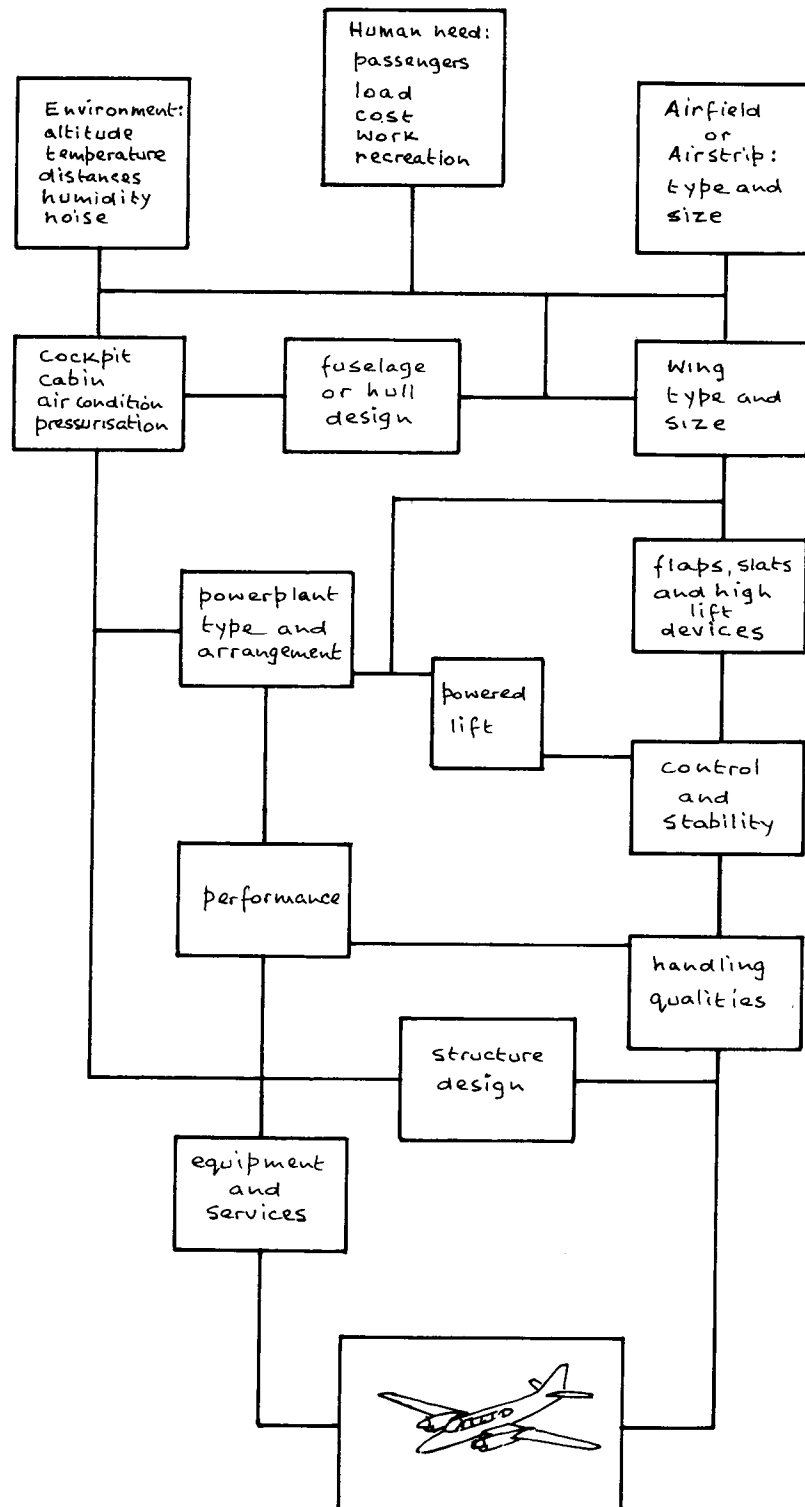 Human need:
passengers
load
cost
work
recreation
Environment:
altitude
temperature
distances
humidity
noise
Airfield
or
Airstrip:
type and
size
Cockpit
Cabin
air condition
pressurisation
fuselage
or hull
design
Wing
type and
size
flaps, slats
and high
lift
devices
powerplant
type and
arrangement
powered
lift
control
and
stability
performance
handling
qualities
structure
design
equipment
and
services